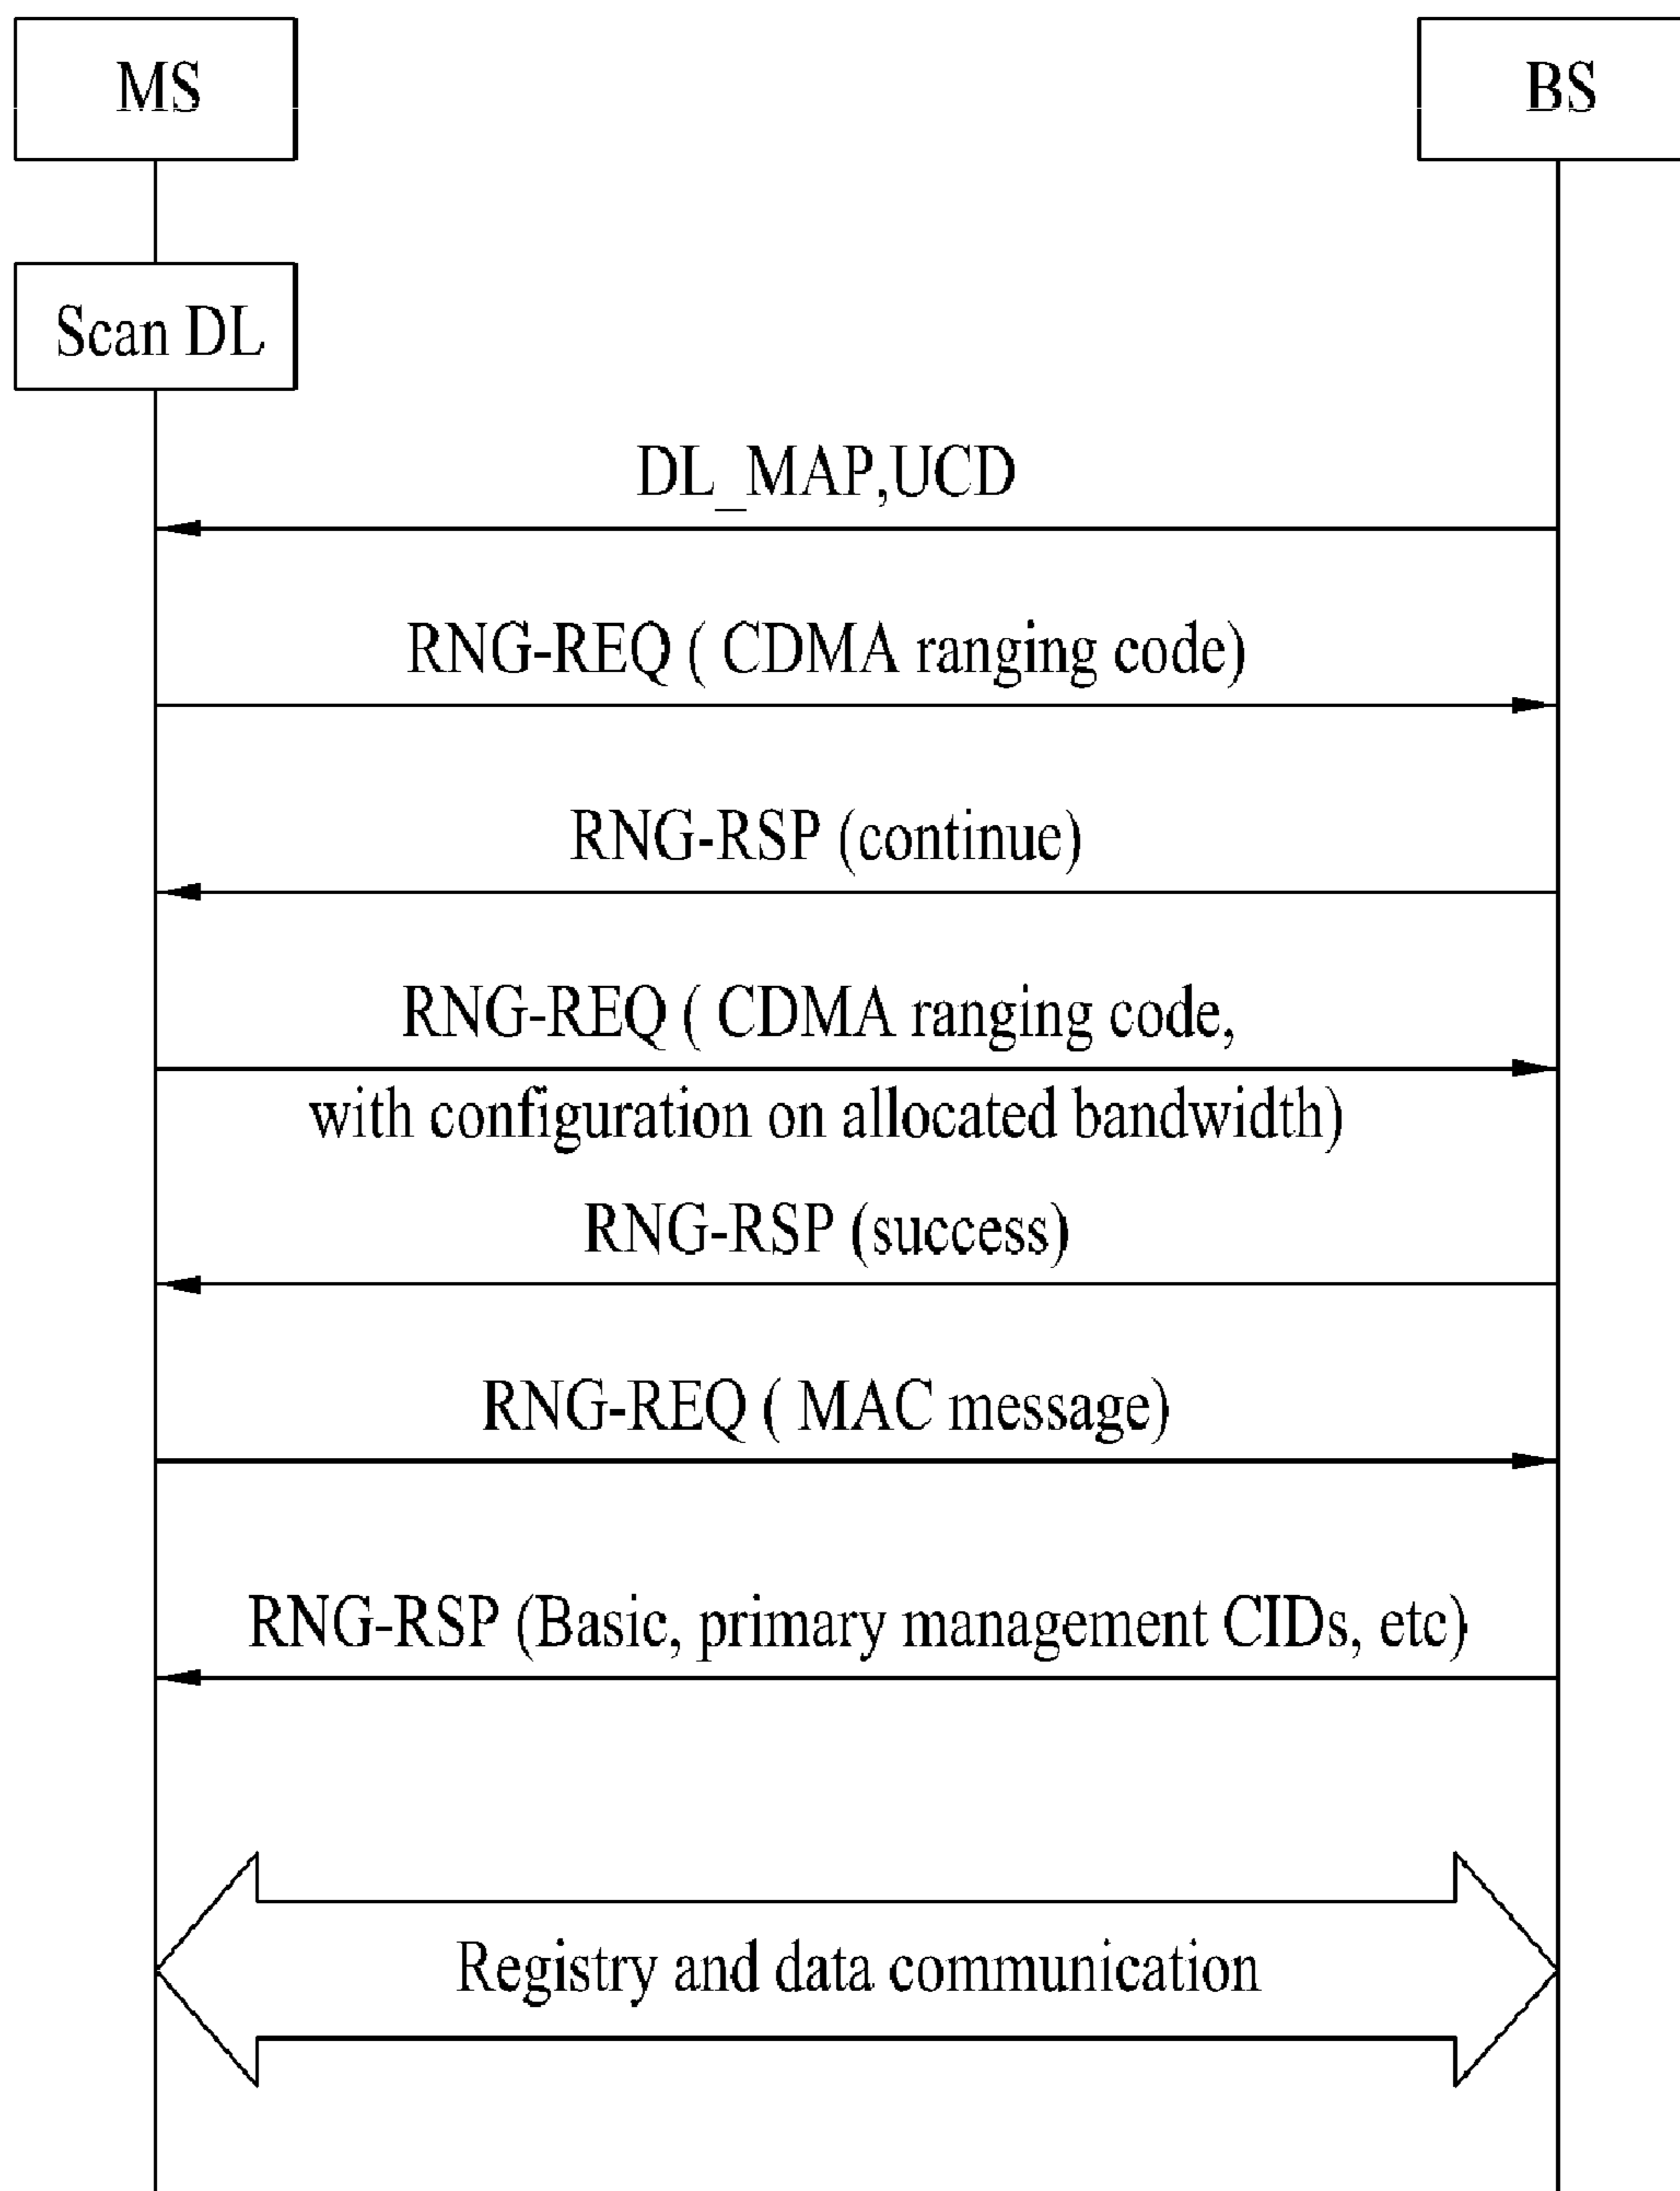 MS
BS
Scan DL
DL_MAP,UCD
RNG-REQ ( CDMA ranging code)
RNG-RSP (continue)
RNG-REQ ( CDMA ranging code,
with configuration on allocated bandwidth)
RNG-RSP (success)
RNG-REQ ( MAC message)
RNG-RSP (Basic, primary management CIDs, etc)
Registry and data communication